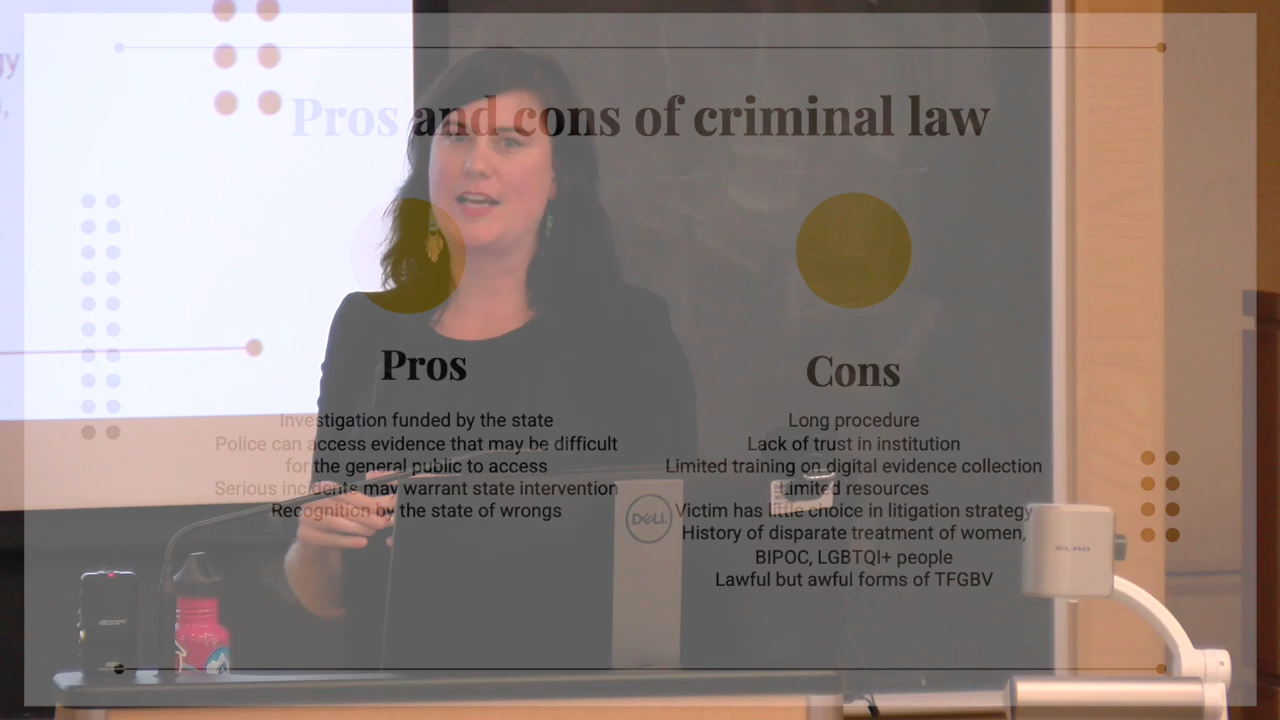 gy
Pros and cons of criminal law
Pros
Cons
Investigation funded by the state
Police can access evidence that may be difficult
for the general public to access
Serious incidents may warrant state intervention
Recognition by the state of wrongs
Long procedure
Lack of trust in institution
Limited training on digital evidence collection
Limited resources
Victim has little choice in litigation strategy
History of disparate treatment of women,
BIPOC, LGBTQI+ people
Lawful but awful forms of TFGBV
DELL
ELMO
ZOOM